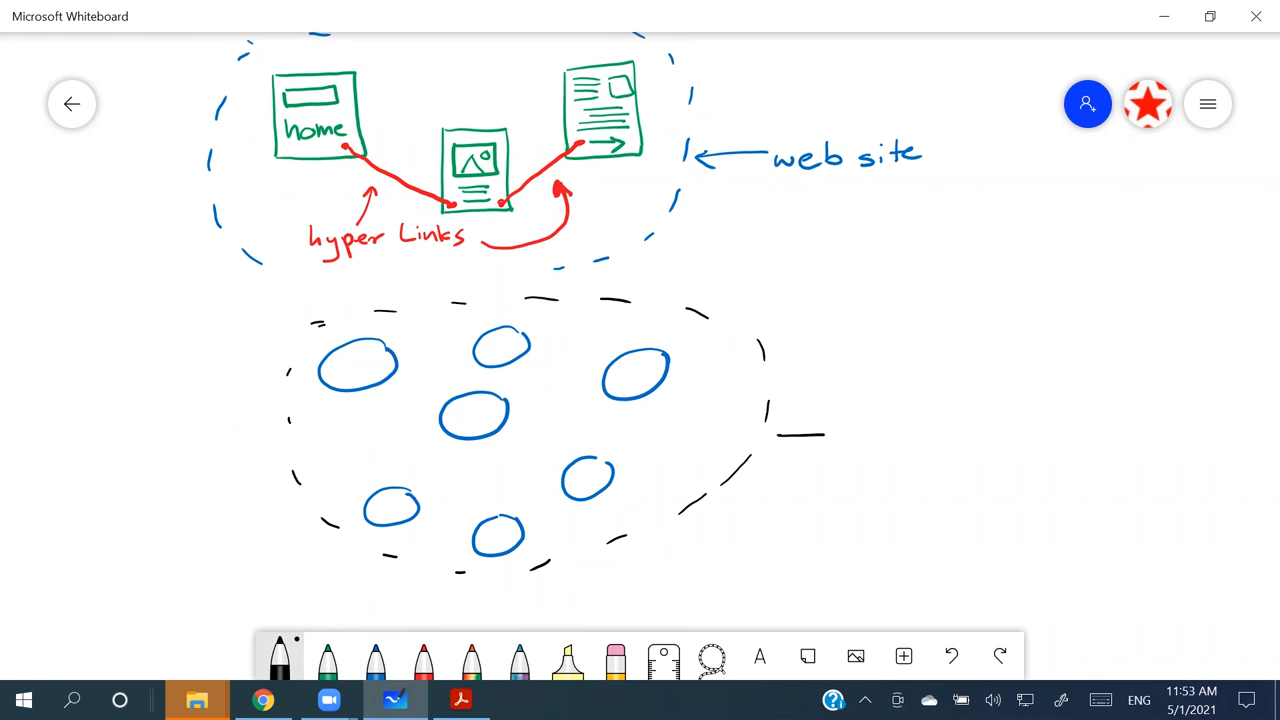 Microsoft Whiteboard
home
web site
hyper Links
A
?
ENG
11:53 AM
5/1/2021